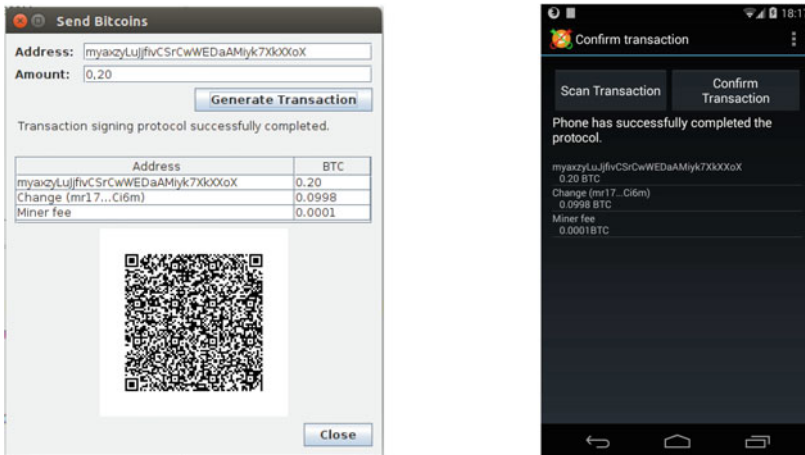 Send Bitcoins
Address: myaxzyLuJjfivCSrCwWEDaAMiyk7XkXXoX
Amount: 0,20
Generate Transaction
Transaction signing protocol successfully completed.
Address BTC
myaxzyLuJjfivCSrCwWEDaAMiyk7XkXXoX 0.20
Change (mr17...Ci6m) 0.0998
Miner fee 0.0001
Close
18:1
Confirm transaction
Scan Transaction
Confirm
Transaction
Phone has successfully completed the
protocol.
myaxzyLuJjfivCSrCwWEDaAMiyk7XkXXoX
0.20 BTC
Change (mr17...Ci6m)
0.0998 BTC
Miner fee
0.0001BTC